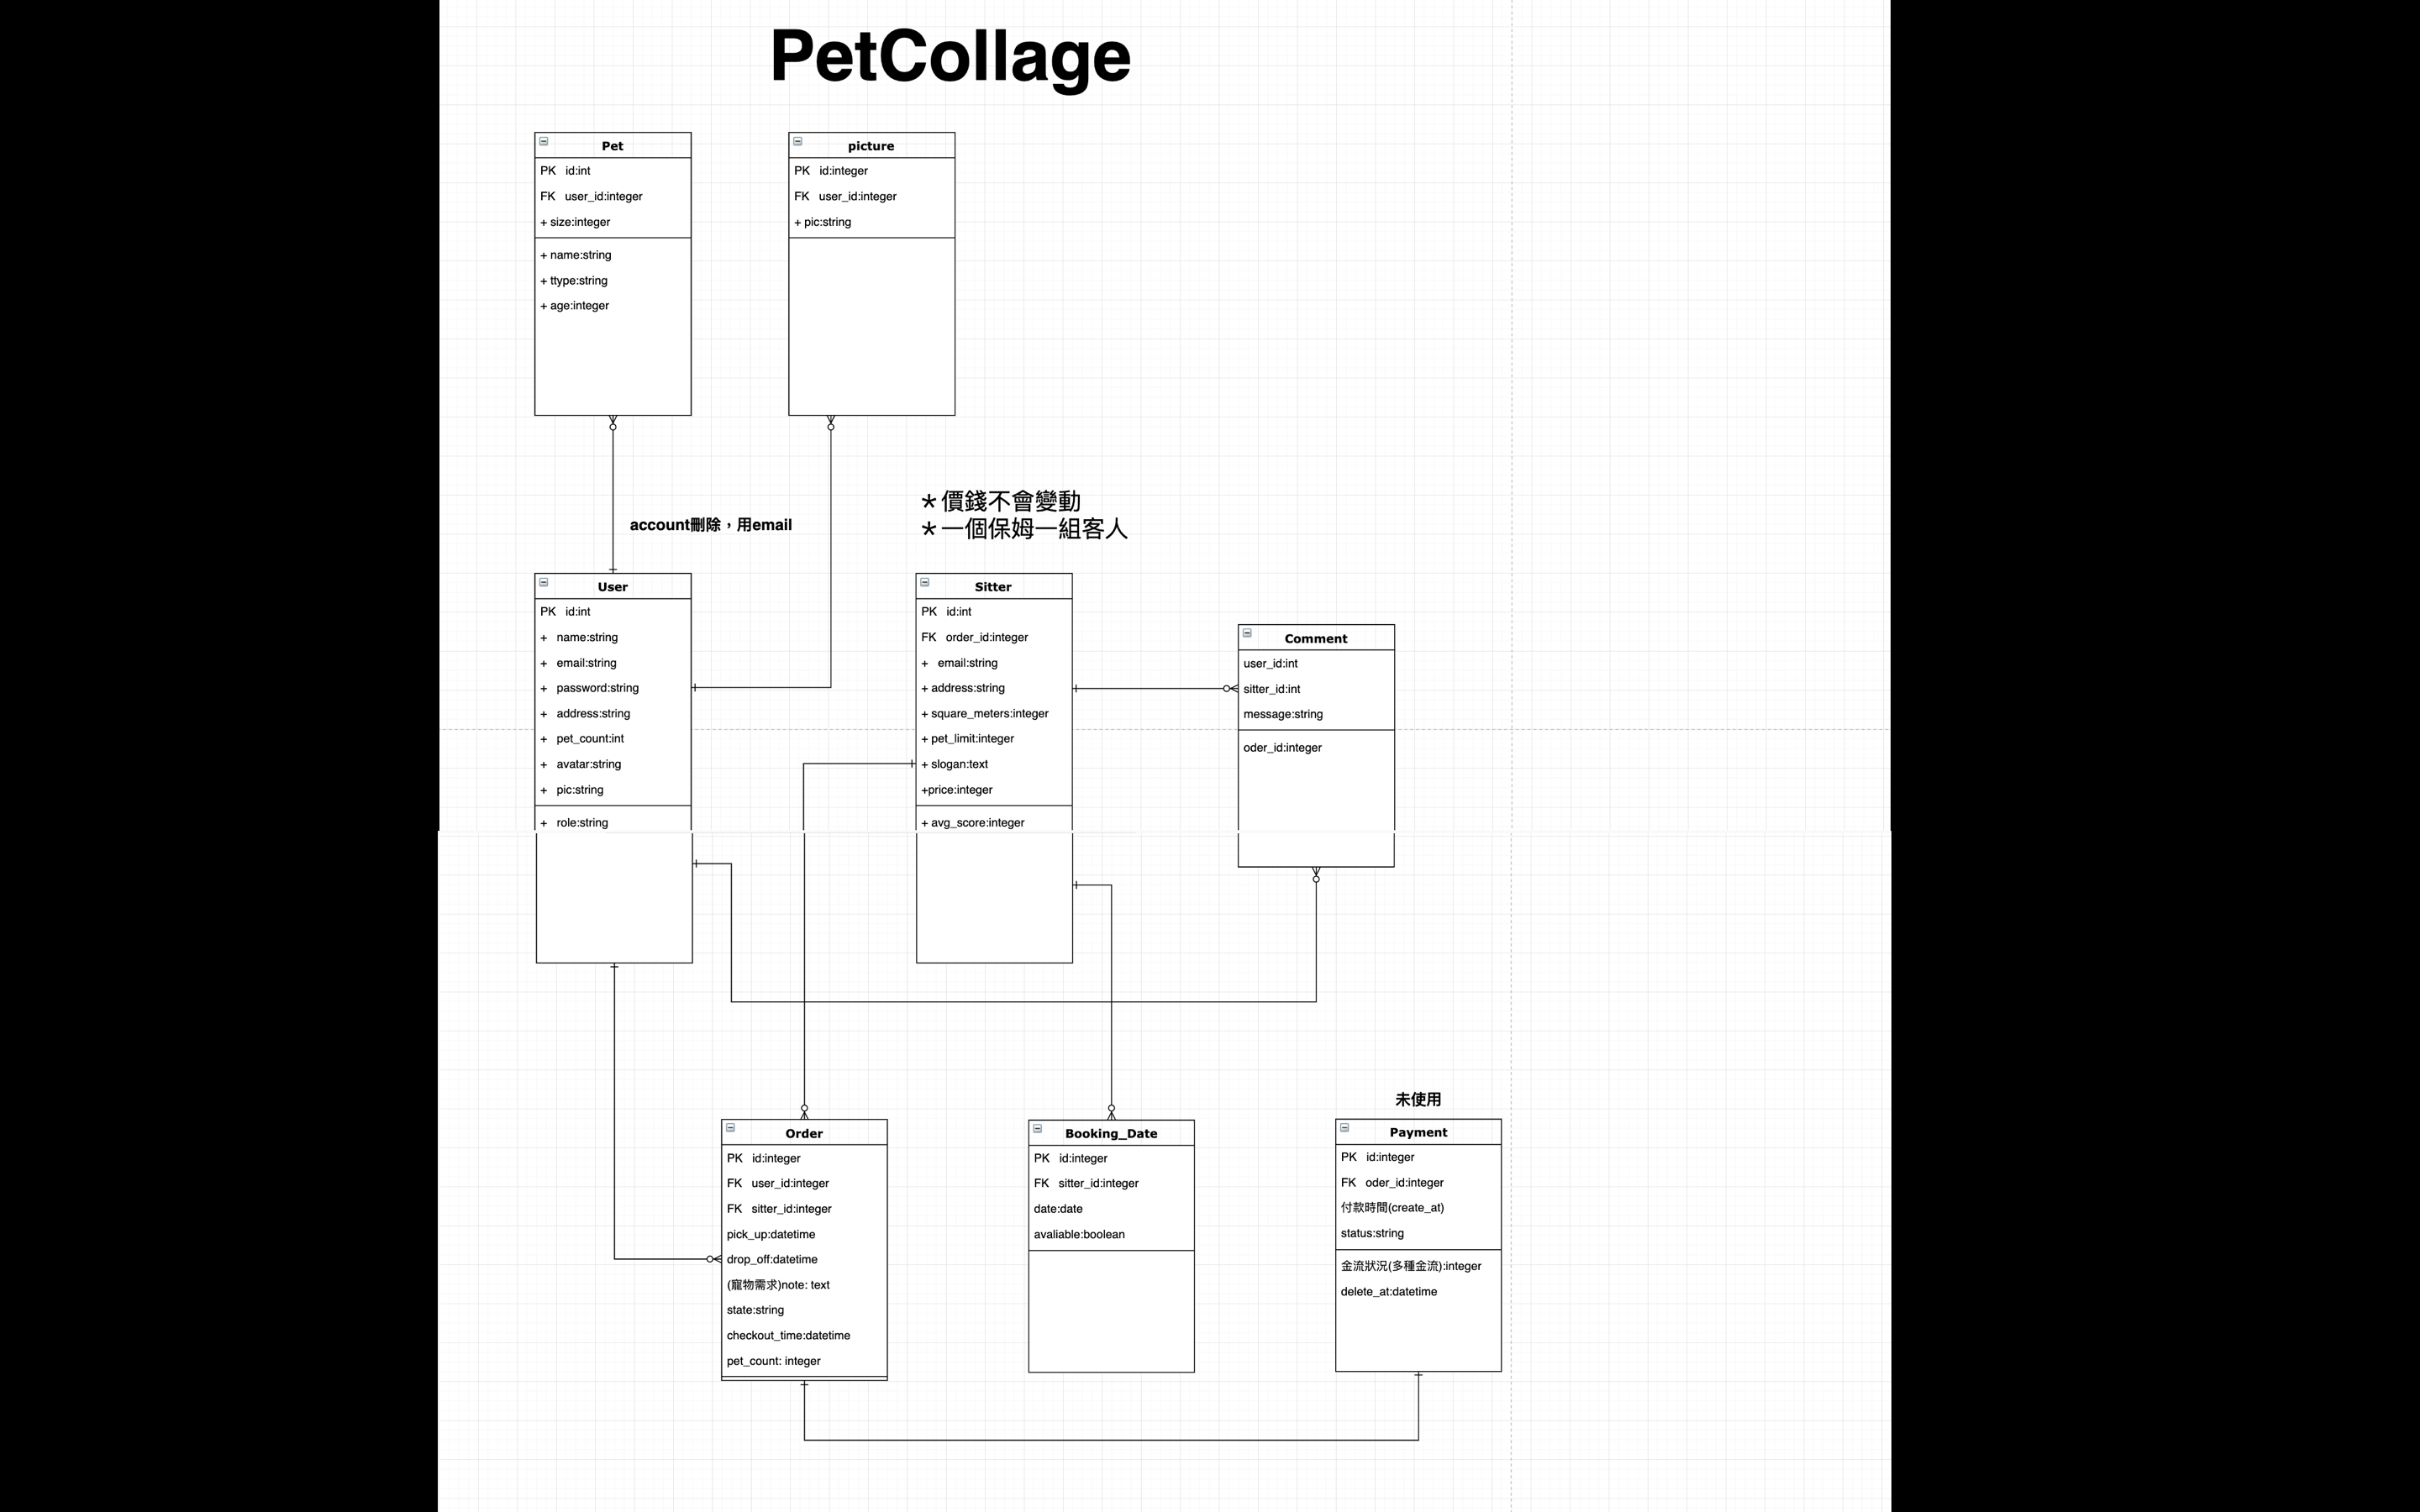 PetCollage
Pet
PK id:int
FK user_id:integer
+ size:integer
+ name:string
+ ttype:string
+ age:integer
picture
PK id:integer
FK user_id:integer
+ pic:string
account刪除，用email
＊價錢不會變動
＊一個保姆一組客人
User
PK id:int
+ name:string
+ email:string
+ password:string
+ address:string
+ pet_count:int
+ avatar:string
+ pic:string
+ role:string
Sitter
PK id:int
FK order_id:integer
+ email:string
+ address:string
+ square_meters:integer
+ pet_limit:integer
+ slogan:text
+price:integer
+ avg_score:integer
Comment
user_id:int
sitter_id:int
message:string
oder_id:integer
Order
PK id:integer
FK user_id:integer
FK sitter_id:integer
pick_up:datetime
drop_off:datetime
(寵物需求)note: text
state:string
checkout_time:datetime
pet_count: integer
Booking_Date
PK id:integer
FK sitter_id:integer
date:date
avaliable:boolean
未使用
Payment
PK id:integer
FK oder_id:integer
付款時間(create_at)
status:string
金流狀況(多種金流):integer
delete_at:datetime